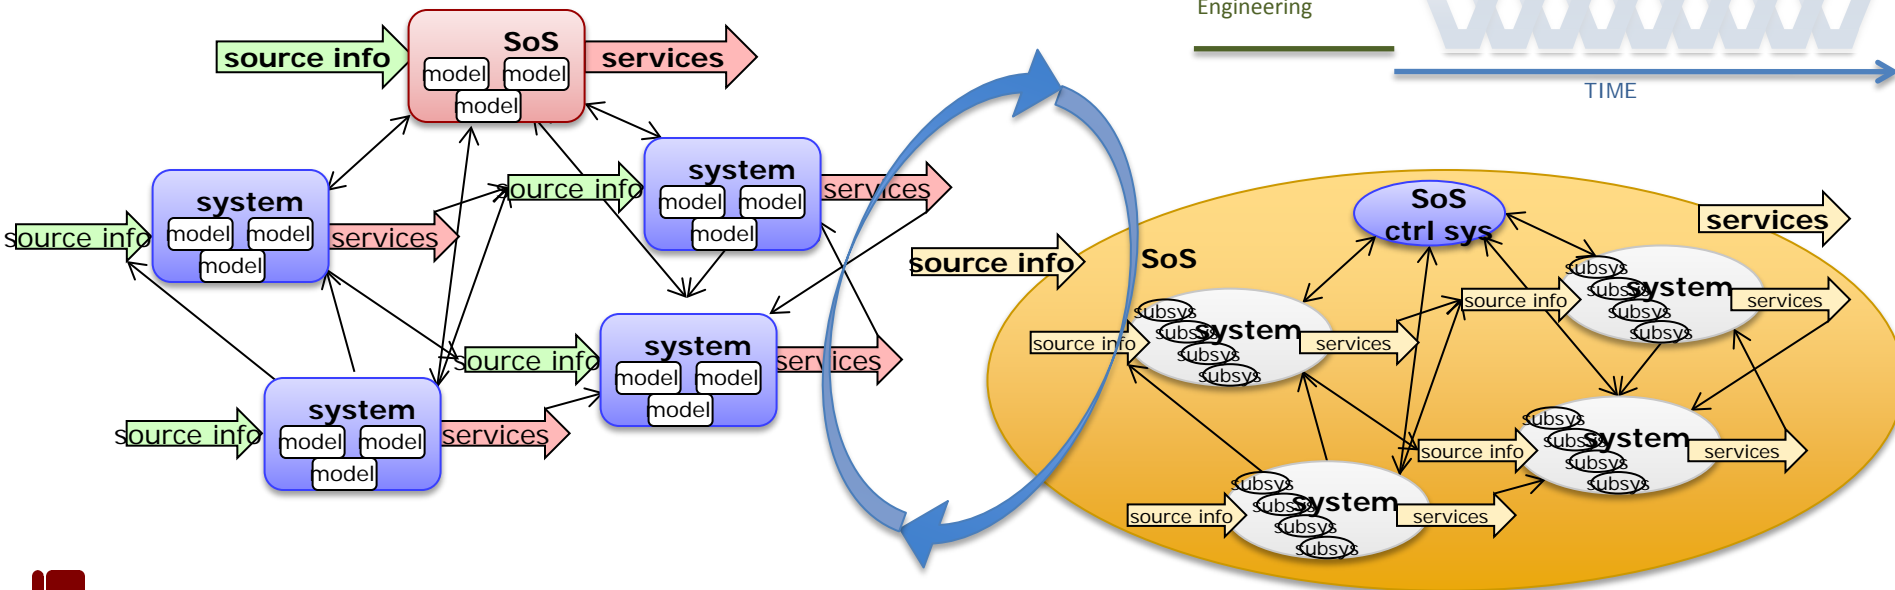 Engineering
TIME
source info
SoS
model
model
model
services
system
model
model
model
source info
services
source info
system
model
model
model
services
source info
system
model
model
model
services
source info
system
model
model
model
services
source info
SoS
SoS
ctrl sys
services
source info
subsys
subsys
subsys
subsys
system
services
source info
subsys
subsys
subsys
subsys
system
services
source info
subsys
subsys
subsys
subsys
system
services
source info
subsys
subsys
subsys
subsys
system
services